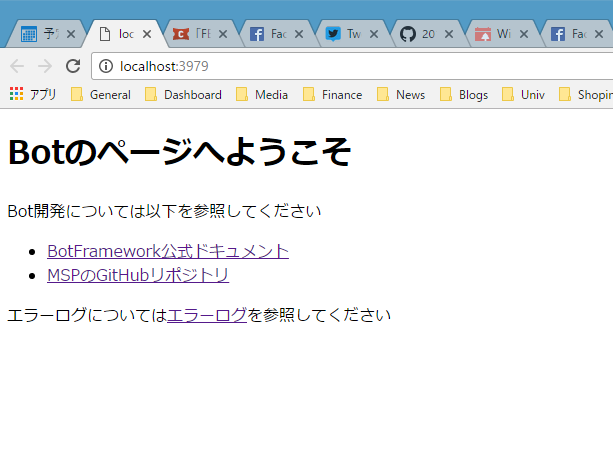 予
loc
「FE
Fac
Tw
20
Wi
Fac
localhost:3979
アプリ General Dashboard Media Finance News Blogs Univ Shopin
Botのページへようこそ
Bot開発については以下を参照してください
BotFramework公式ドキュメント
MSPのGitHubリポジトリ
エラーログについてはエラーログを参照してください